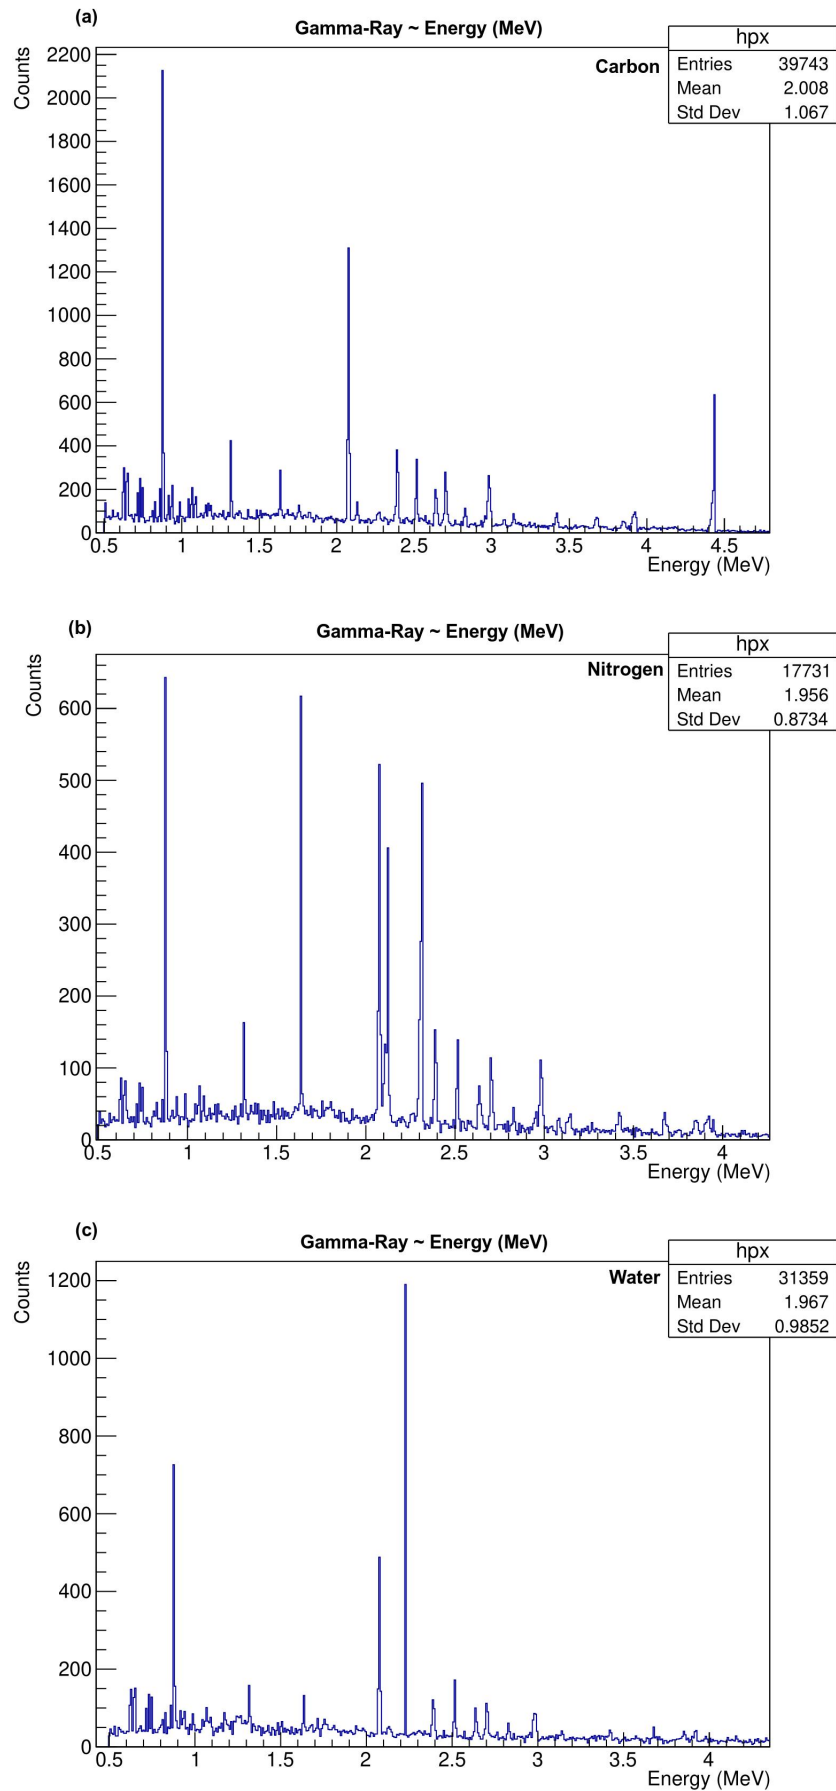 (a)
Gamma-Ray ~ Energy (MeV)
hpx
Entries 39743
Mean 2.008
Std Dev 1.067
Carbon
Counts
2200
2000
1800
1600
1400
1200
1000
800
600
400
200
0
0.5 1 1.5 2 2.5 3 3.5 4 4.5
Energy (MeV)
(b)
Gamma-Ray ~ Energy (MeV)
hpx
Entries 17731
Mean 1.956
Std Dev 0.8734
Nitrogen
Counts
600
500
400
300
200
100
0
0.5 1 1.5 2 2.5 3 3.5 4
Energy (MeV)
(c)
Gamma-Ray ~ Energy (MeV)
hpx
Entries 31359
Mean 1.967
Std Dev 0.9852
Water
Counts
1200
1000
800
600
400
200
0
0.5 1 1.5 2 2.5 3 3.5 4
Energy (MeV)